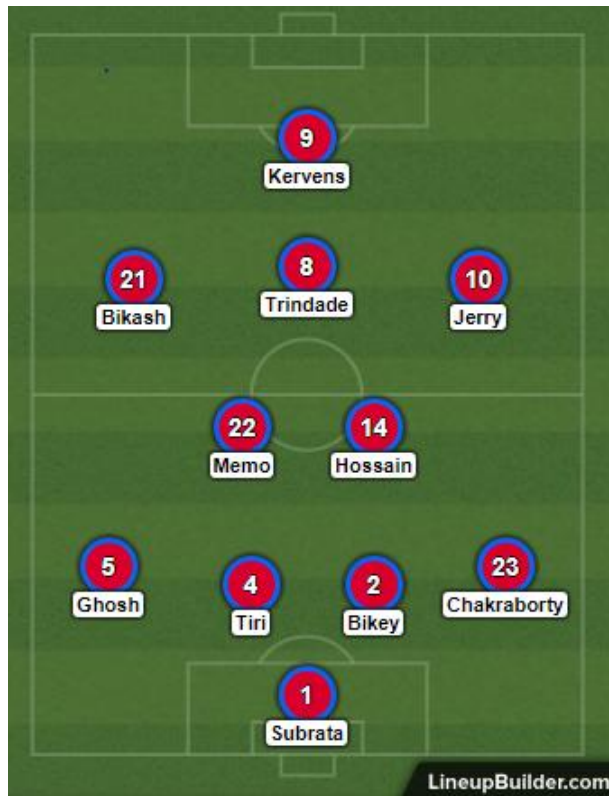 9
Kervens
21
Bikash
8
Trindade
10
Jerry
22
Memo
14
Hossain
5
Ghosh
4
Tiri
2
Bikey
23
Chakraborty
1
Subrata
LineupBuilder.com